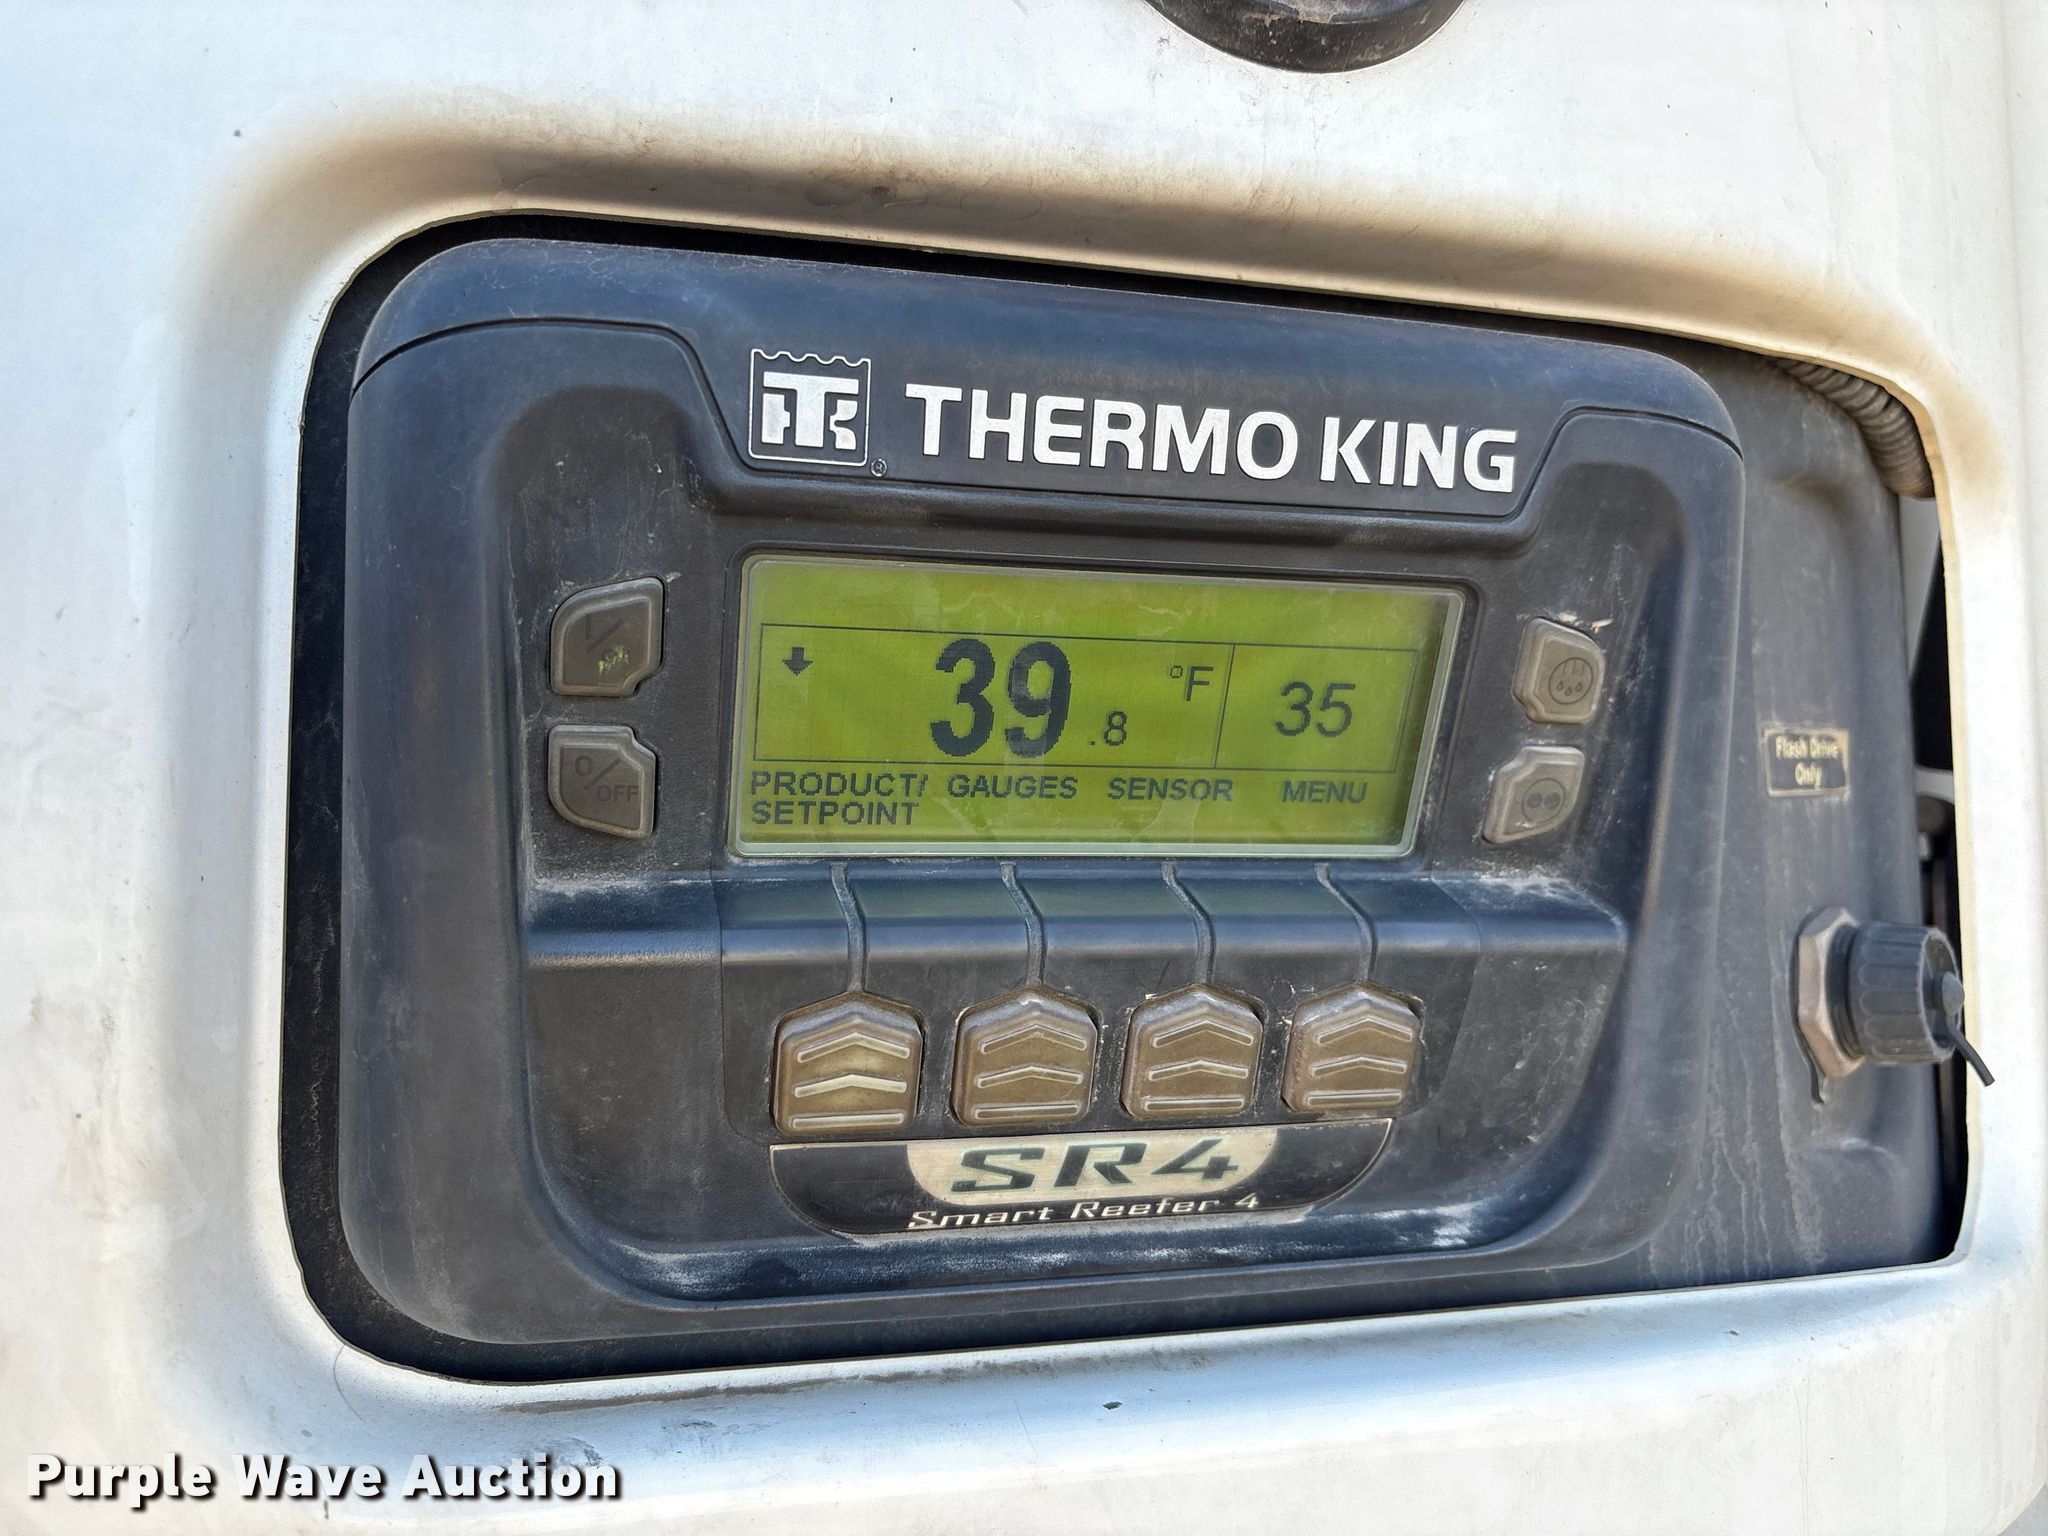 THERMO KING
®
39.8 °F 35
PRODUCT/ GAUGES SENSOR MENU
SETPOINT
OFF
Flash Drive
Only
SR4
Smart Reefer 4
Purple Wave Auction